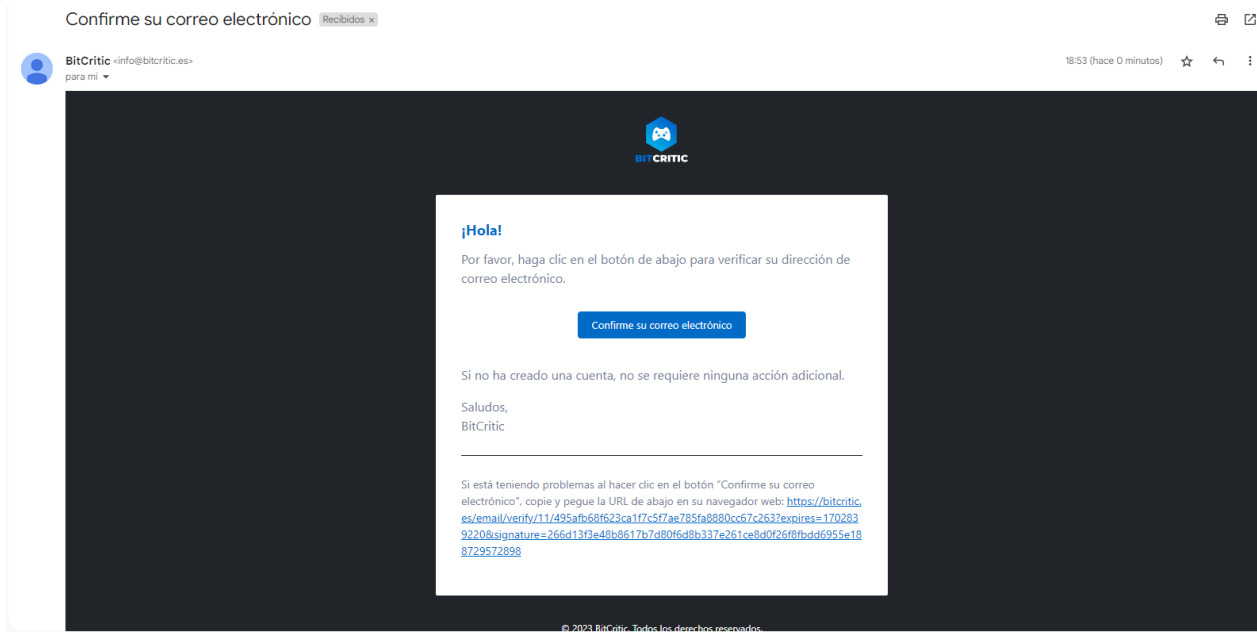 Confirme su correo electrónico Recibidos x
BitCritic <info@bitcritic.es>
18:53 (hace 0 minutos)
para mí
BITCRITIC
¡Hola!
Por favor, haga clic en el botón de abajo para verificar su dirección de
correo electrónico.
Confirme su correo electrónico
Si no ha creado una cuenta, no se requiere ninguna acción adicional.
Saludos,
BitCritic
Si está teniendo problemas al hacer clic en el botón "Confirme su correo
electrónico", copie y pegue la URL de abajo en su navegador web: https://bitcritic.
es/email/verify/11/495afb68f623ca1f7c5f7ae785fa8880cc67c263?expires=170283
9220&signature=266d13f3e48b8617b7d80f6d8b337e261ce8d0f26f8fbdd6955e18
8729572898
© 2023 BitCritic. Todos los derechos reservados.